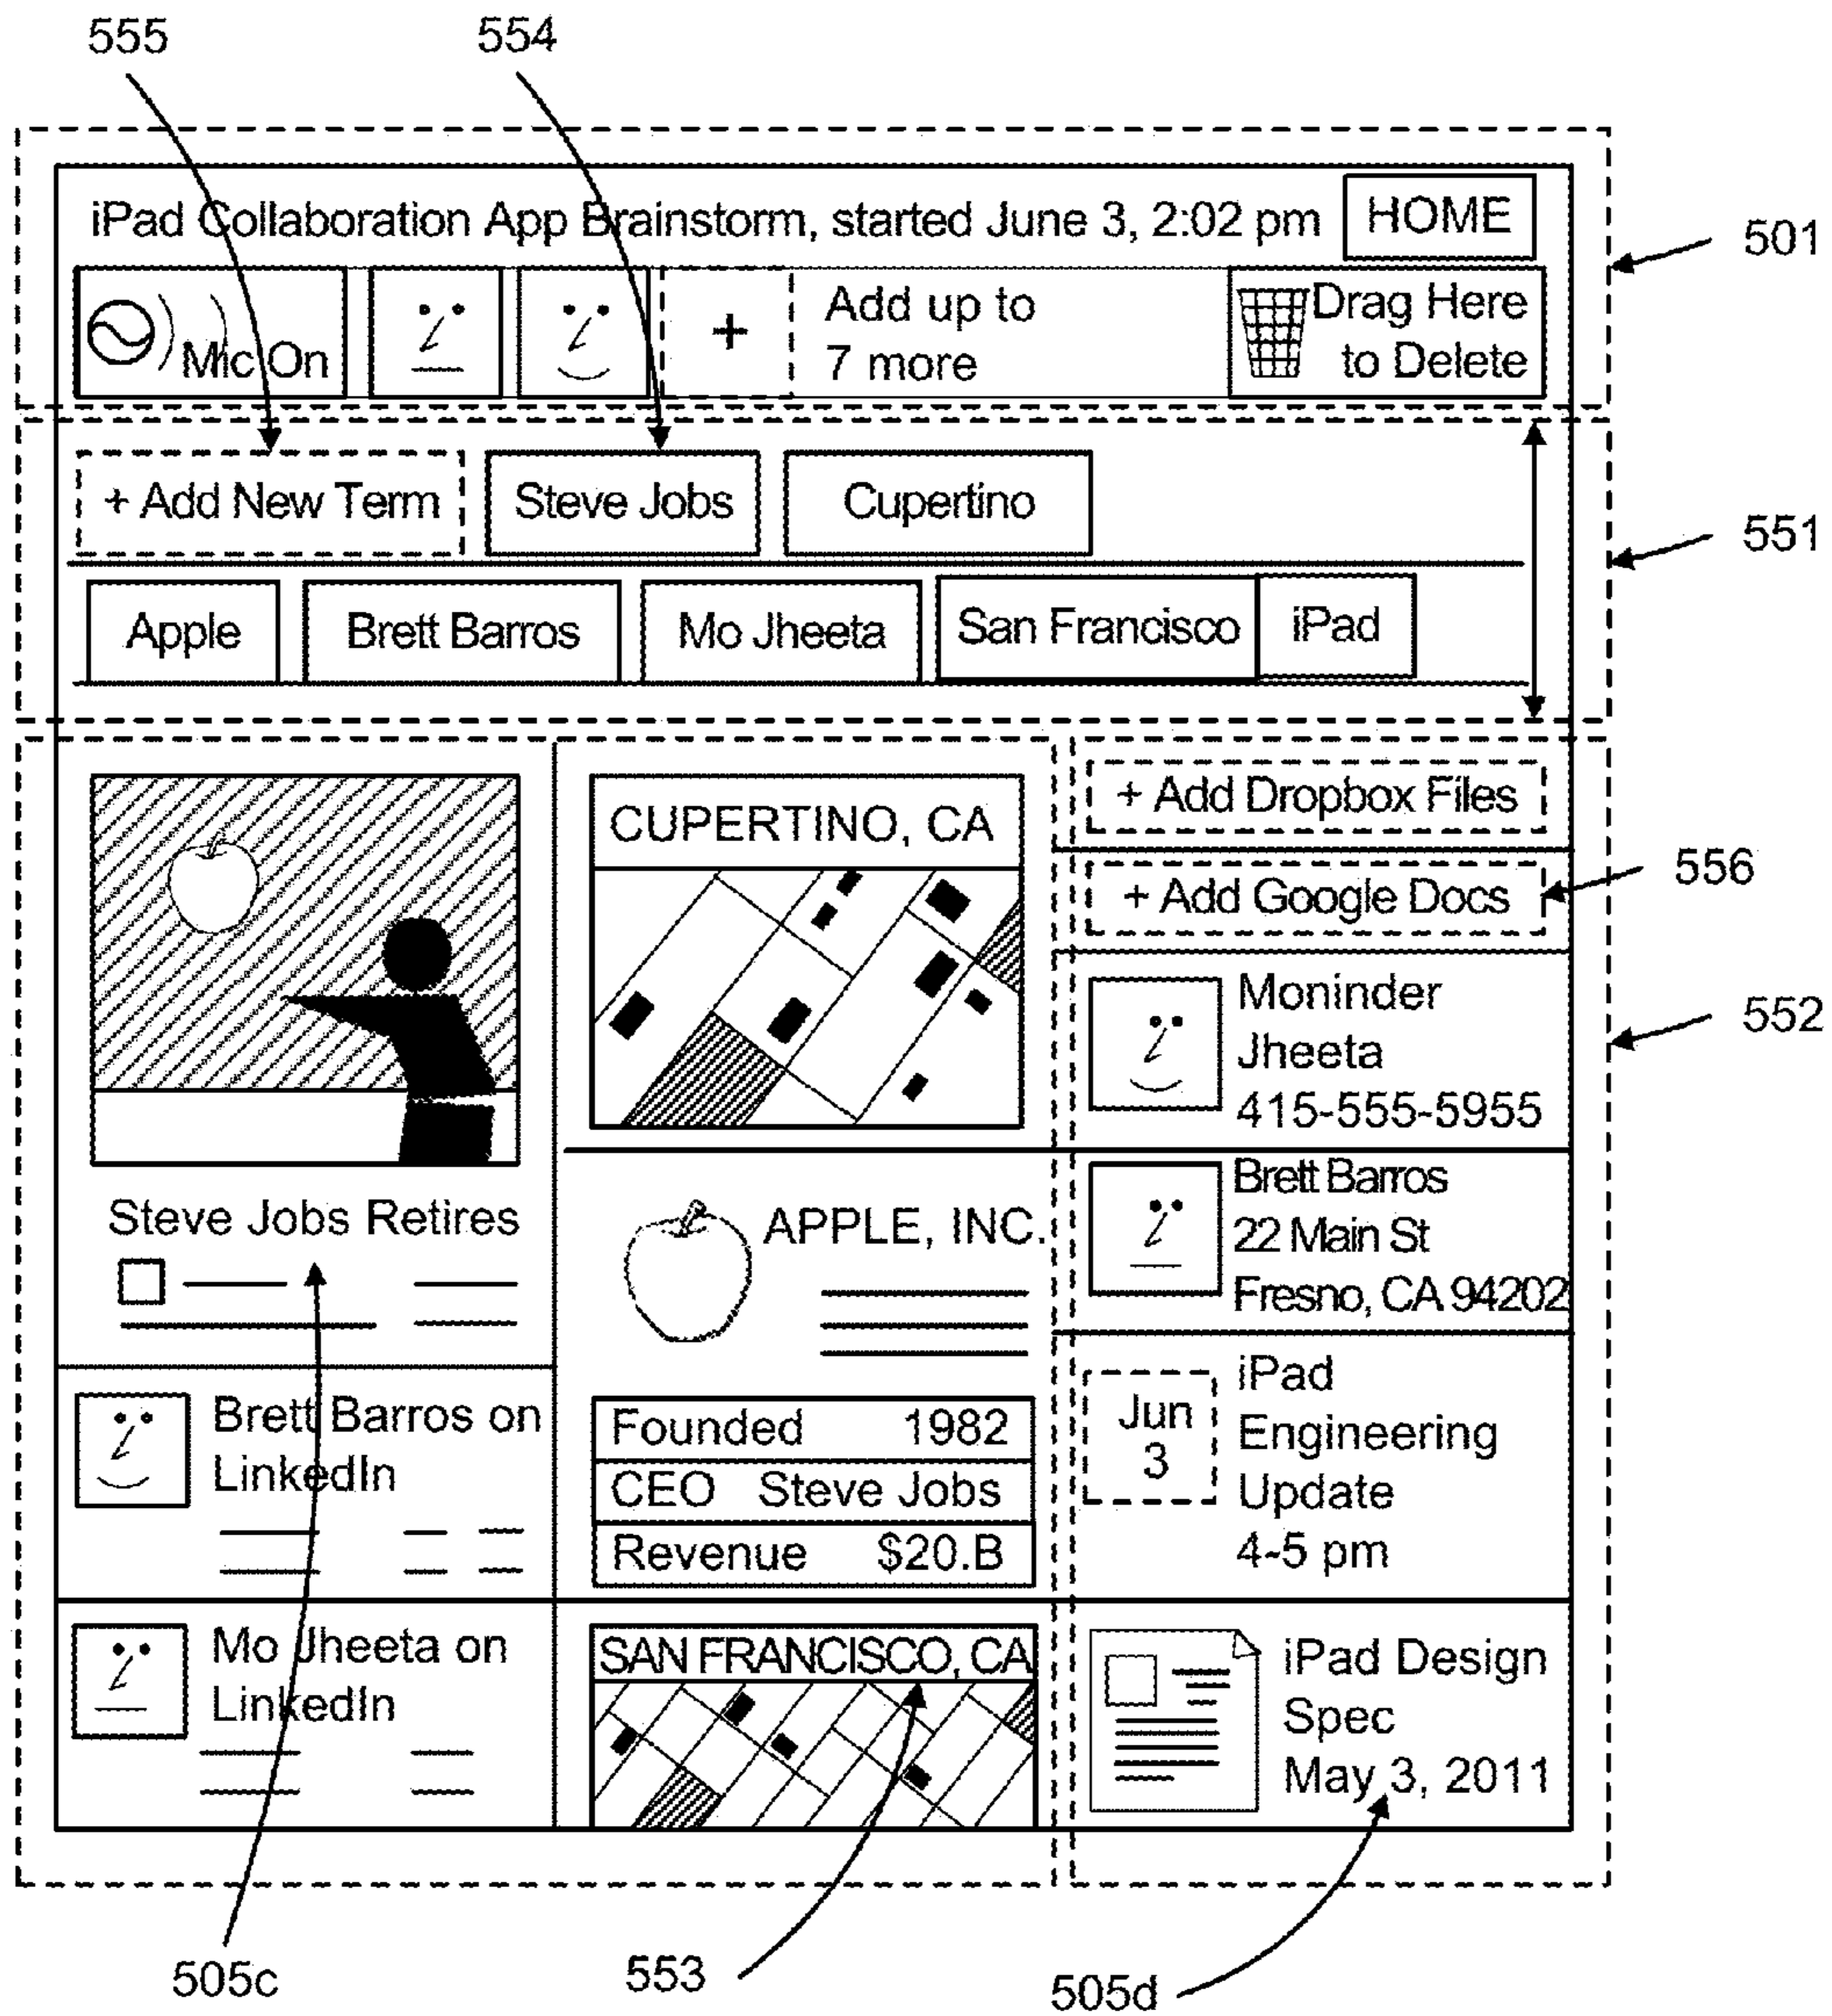 555
554
iPad Collaboration App Brainstorm, started June 3, 2:02 pm
HOME
501
Mic On
+
Add up to
7 more
Drag Here
to Delete
+ Add New Term
Steve Jobs
Cupertino
551
Apple
Brett Barros
Mo Jheeta
San Francisco
iPad
CUPERTINO, CA
+ Add Dropbox Files
+ Add Google Docs
556
Moninder
Jheeta
415-555-5955
552
Steve Jobs Retires
APPLE, INC.
Brett Barros
22 Main St
Fresno, CA 94202
Brett Barros on
LinkedIn
Founded 1982
CEO Steve Jobs
Revenue $20.B
Jun
3
iPad
Engineering
Update
4-5 pm
Mo Jheeta on
LinkedIn
SAN FRANCISCO, CA
iPad Design
Spec
May 3, 2011
505c
553
505d